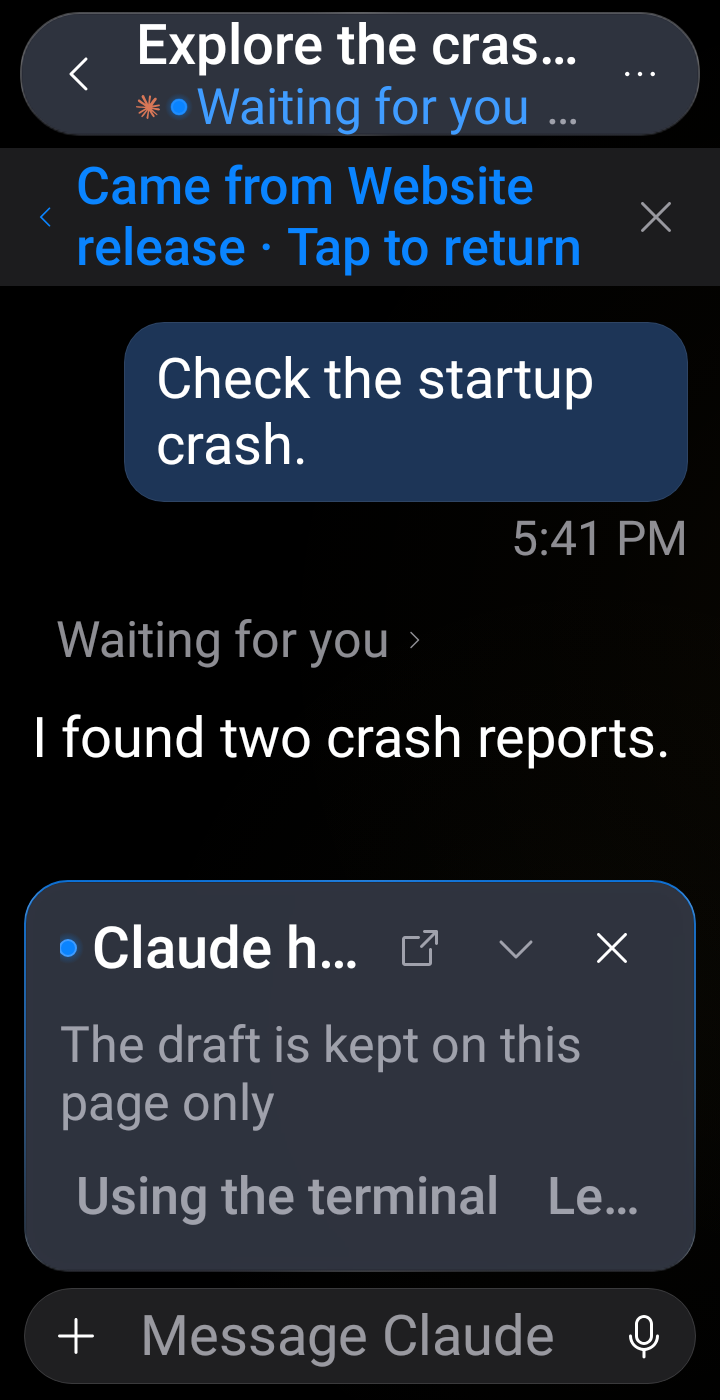 Explore the cras…
Waiting for you …
Came from Website
release · Tap to return
Check the startup
crash.
5:41 PM
Waiting for you
I found two crash reports.
Claude h…
The draft is kept on this
page only
Using the terminal Le…
Message Claude